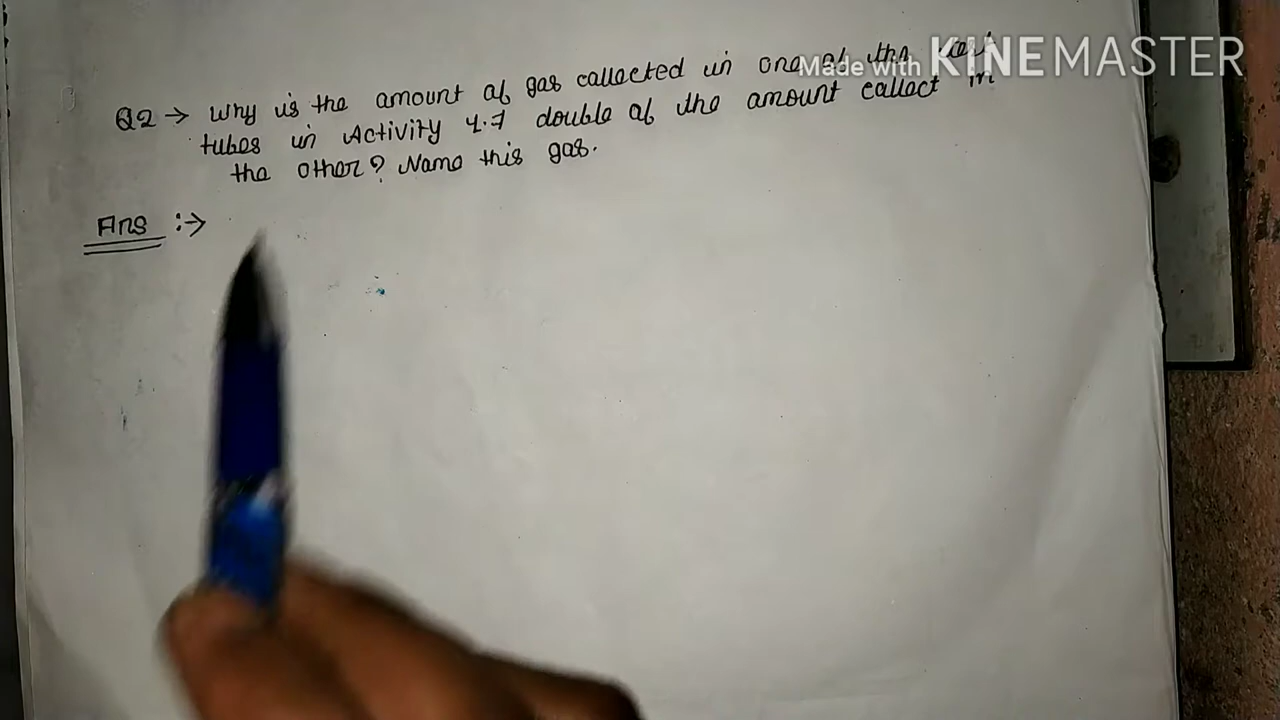 Q2 → Why is the amount of gas collected in one of the
Made with KINEMASTER
tubes in Activity 1.7 double of the amount collect in
the other? Name this gas.
Ans :→